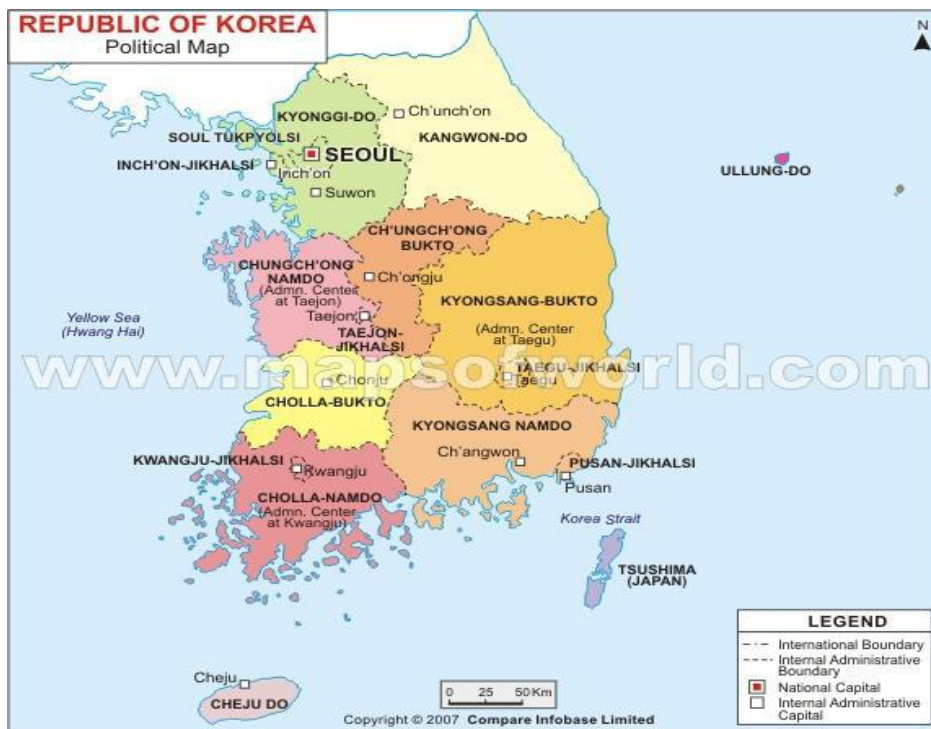 REPUBLIC OF KOREA
Political Map
N
KYONGGI-DO
Ch'unch'on
SOUL TUKPYOLSI
KANGWON-DO
SEOUL
INCH'ON-JIKHALSI
Inch'on
ULLUNG-DO
Suwon
CH'UNGCH'ONG
BUKTO
CHUNGCH'ONG
NAMDO
(Admn. Center
at Taejon)
Ch'ongju
KYONGSANG-BUKTO
Taejon
(Admn. Center
at Taegu)
Yellow Sea
(Hwang Hai)
TAEJON-
JIKHALSI
www.mapsofworld.com
TAEGU-JIKHALSI
Taegu
Chonju
CHOLLA-BUKTO
KYONGSANG NAMDO
Ch'angwon
KWANGJU-JIKHALSI
Kwangju
PUSAN-JIKHALSI
Pusan
CHOLLA-NAMDO
(Admn. Center
at Kwangju)
Korea Strait
TSUSHIMA
(JAPAN)
LEGEND
International Boundary
Internal Administrative
Boundary
National Capital
Internal Administrative
Capital
Cheju
CHEJU DO
0 25 50 Km
Copyright © 2007 Compare Infobase Limited